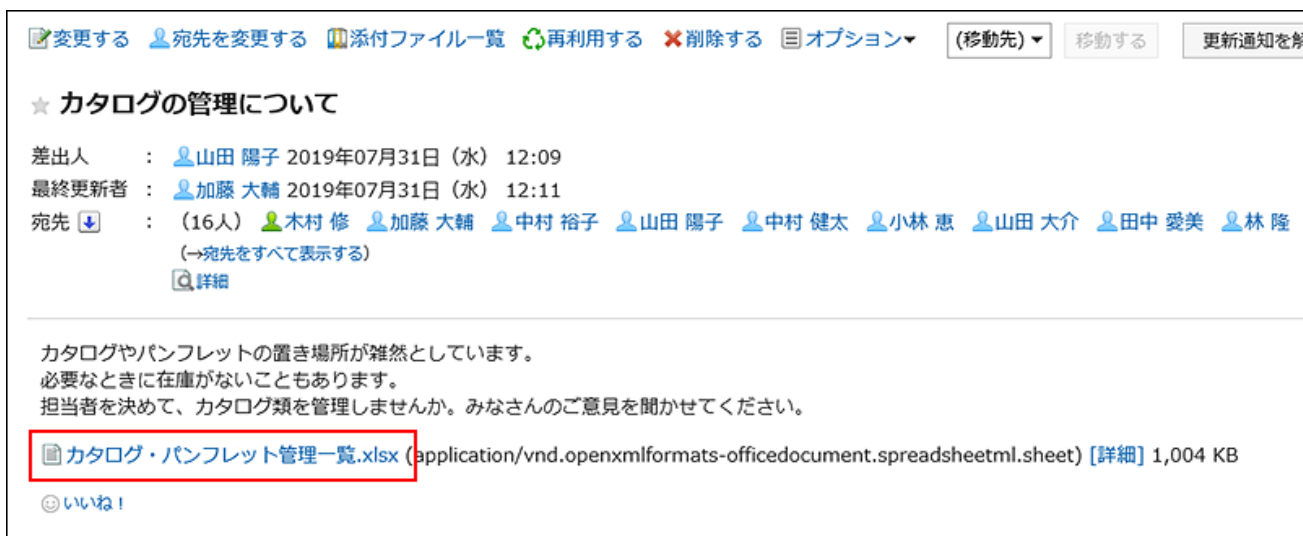 変更する 宛先を変更する 添付ファイル一覧 再利用する 削除する オプション (移動先) 移動する 更新通知を解
カタログの管理について
差出人 : 山田 陽子 2019年07月31日（水） 12:09
最終更新者 : 加藤 大輔 2019年07月31日（水） 12:11
宛先 : （16人） 木村 修 加藤 大輔 中村 裕子 山田 陽子 中村 健太 小林 恵 山田 大介 田中 愛美 林 隆
(→宛先をすべて表示する)
詳細
カタログやパンフレットの置き場所が雑然としています。
必要なときに在庫がないこともあります。
担当者を決めて、カタログ類を管理しませんか。みなさんのご意見を聞かせてください。
カタログ・パンフレット管理一覧.xlsx (application/vnd.openxmlformats-officedocument.spreadsheetml.sheet) [詳細] 1,004 KB
いいね！